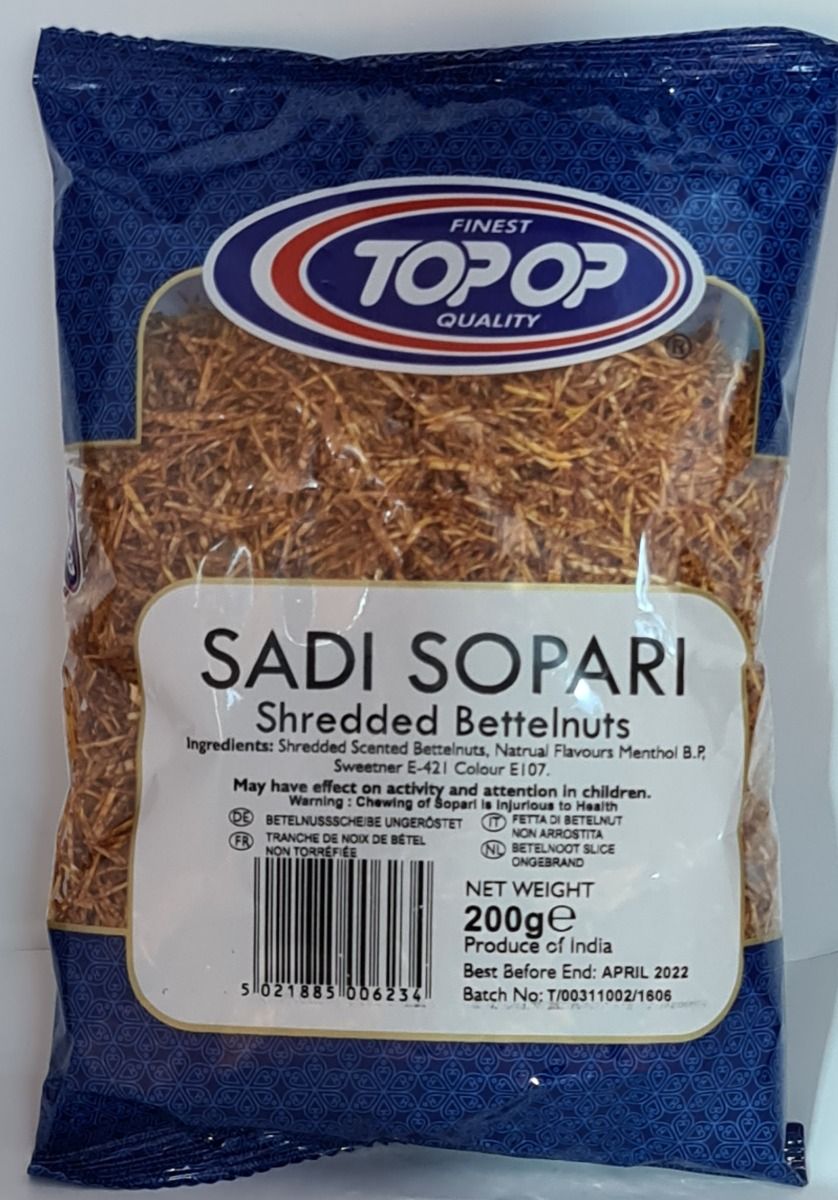 FINEST
TOPOP
QUALITY
®
SADI SOPARI
Shredded Bettelnuts
Ingredients: Shredded Scented Bettelnuts, Natrual Flavours Menthol B.P,
Sweetner E-421 Colour E107.
May have effect on activity and attention in children.
Warning : Chewing of Sopari is Injurious to Health
DE BETELNUSSSCHEIBE UNGERÖSTET
FR TRANCHE DE NOIX DE BÉTEL
NON TORRÉFIÉE
IT FETTA DI BETELNUT
NON ARROSTITA
NL BETELNOOT SLICE
ONGEBRAND
5 021885 006234
NET WEIGHT
200g℮
Produce of India
Best Before End: APRIL 2022
Batch No: T/00311002/1606